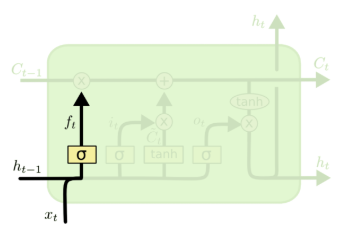 h_t
C_{t-1} × + C_t
tanh
f_t i_t × o_t ×
C̃_t
σ σ tanh σ
h_{t-1} h_t
x_t